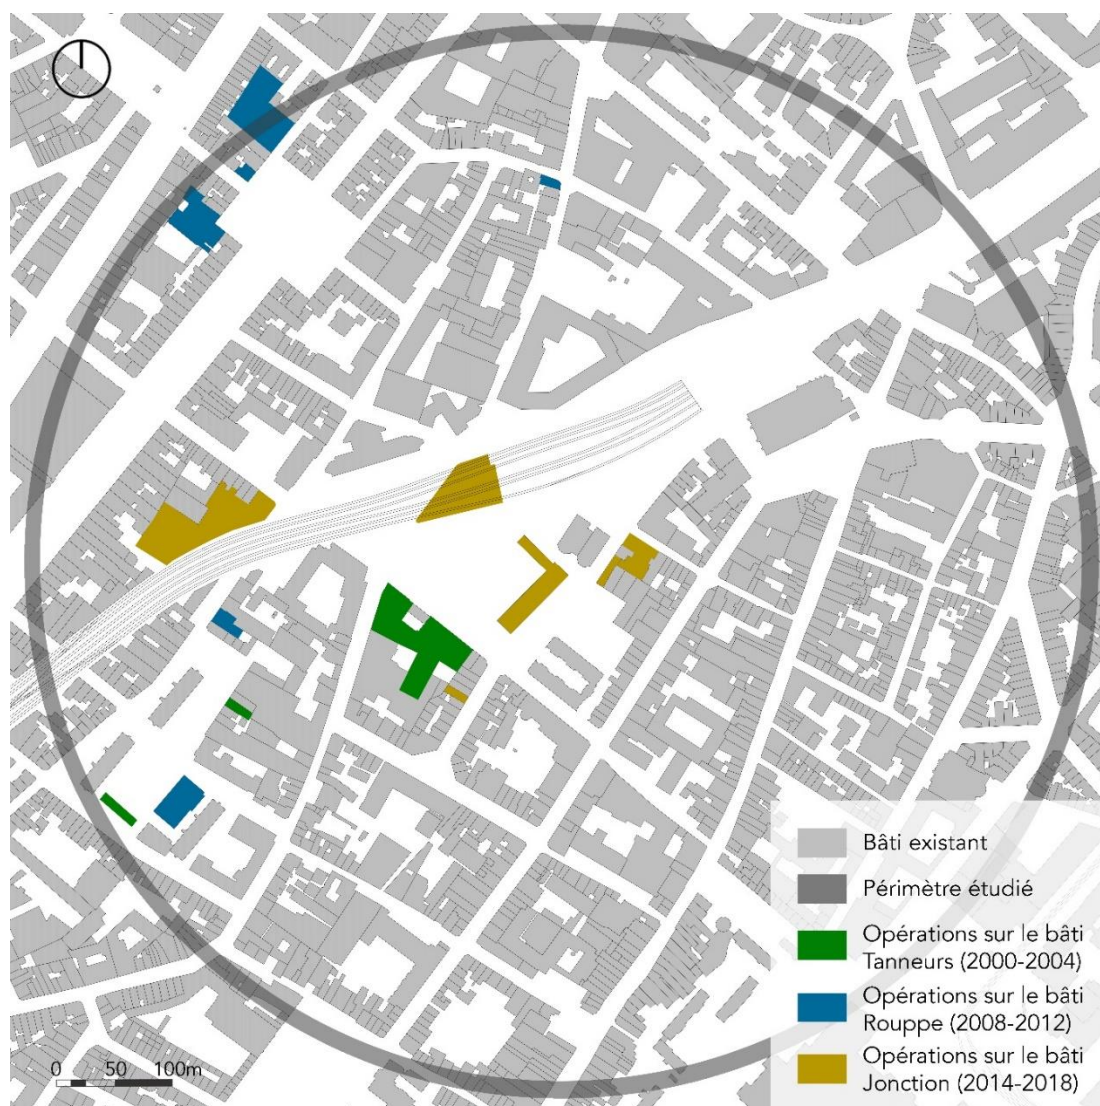 Bâti existant
Périmètre étudié
Opérations sur le bâti
Tanneurs (2000-2004)
Opérations sur le bâti
Rouppe (2008-2012)
Opérations sur le bâti
Jonction (2014-2018)
0 50 100m